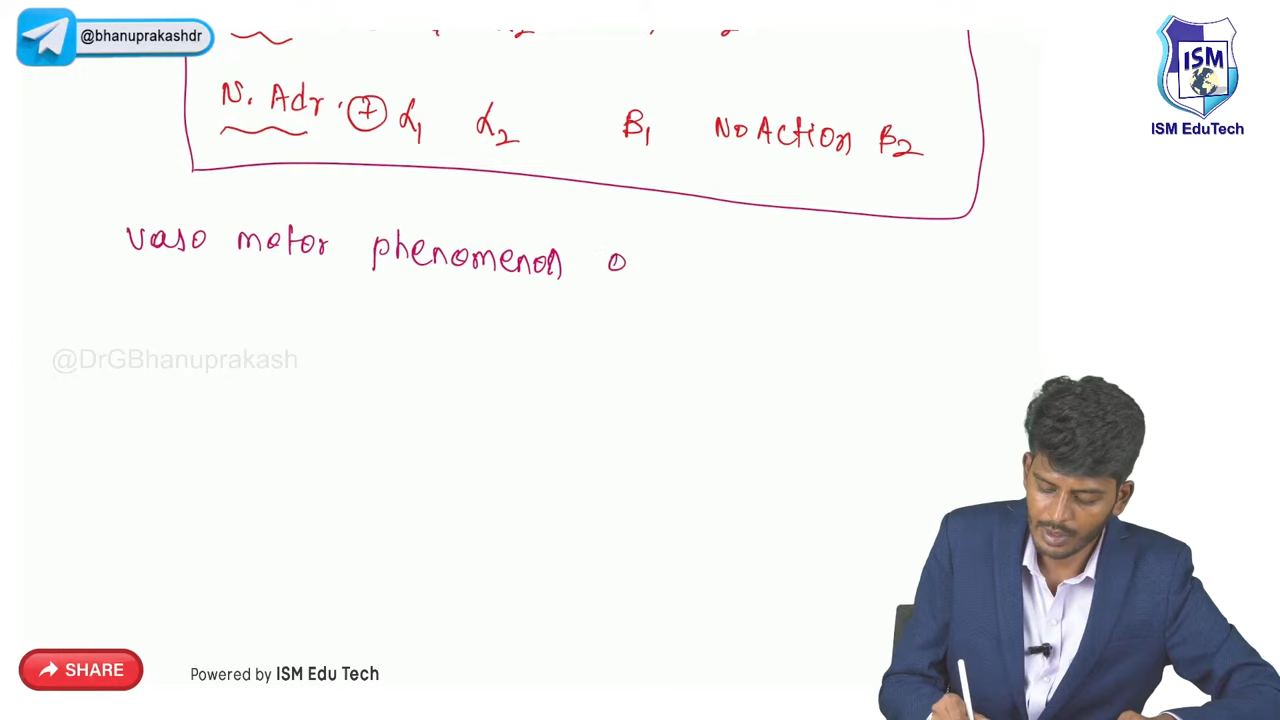 @bhanuprakashdr
ISM
ISM EduTech
N. Adr. + α1 α2 β1 No Action β2
vaso motor phenomenon o
@DrGBhanuprakash
SHARE
Powered by ISM Edu Tech